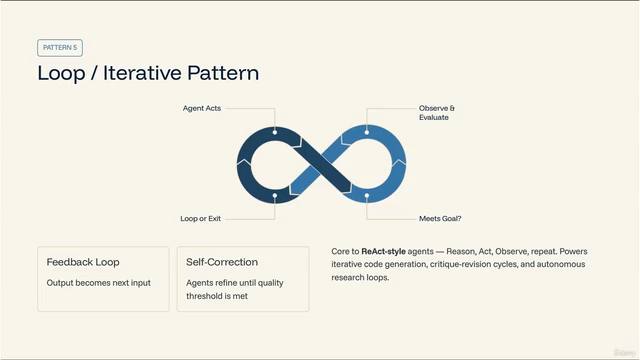 PATTERN 5
Loop / Iterative Pattern
Agent Acts
Observe &
Evaluate
Loop or Exit
Meets Goal?
Feedback Loop
Output becomes next input
Self-Correction
Agents refine until quality
threshold is met
Core to ReAct-style agents — Reason, Act, Observe, repeat. Powers
iterative code generation, critique-revision cycles, and autonomous
research loops.
Udemy